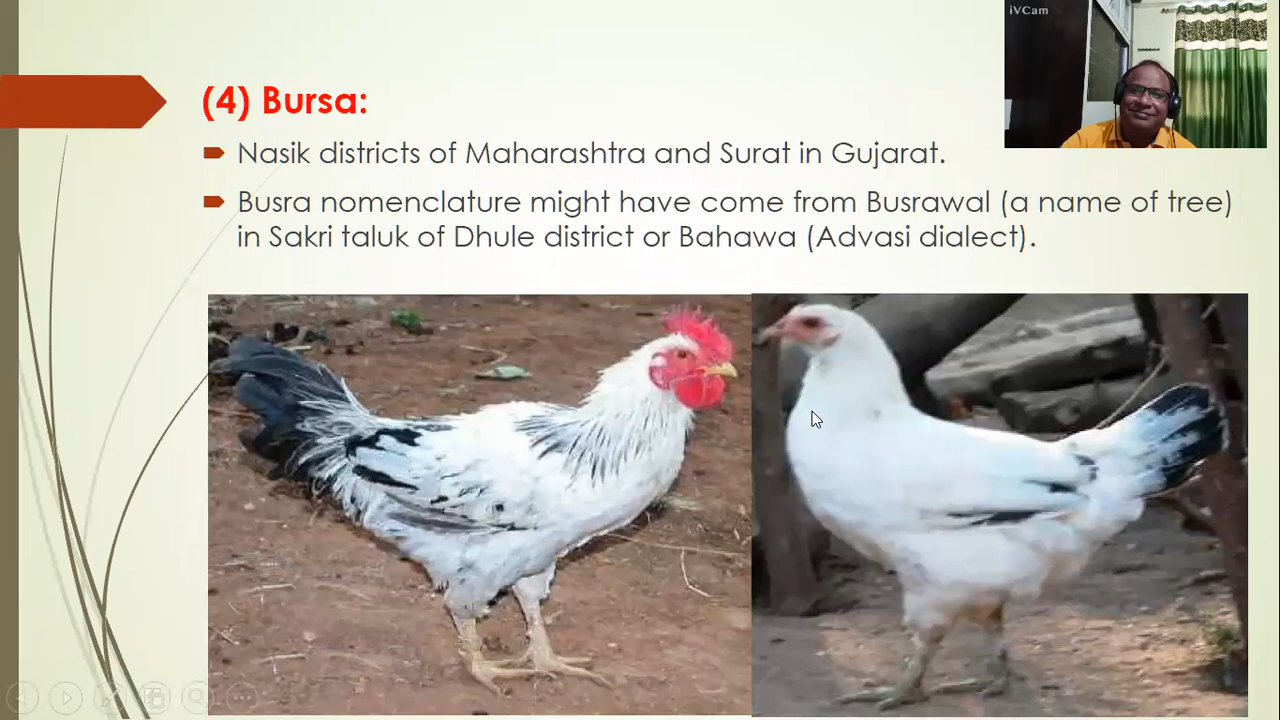 iVCam
(4) Bursa:
Nasik districts of Maharashtra and Surat in Gujarat.
Busra nomenclature might have come from Busrawal (a name of tree)
in Sakri taluk of Dhule district or Bahawa (Advasi dialect).